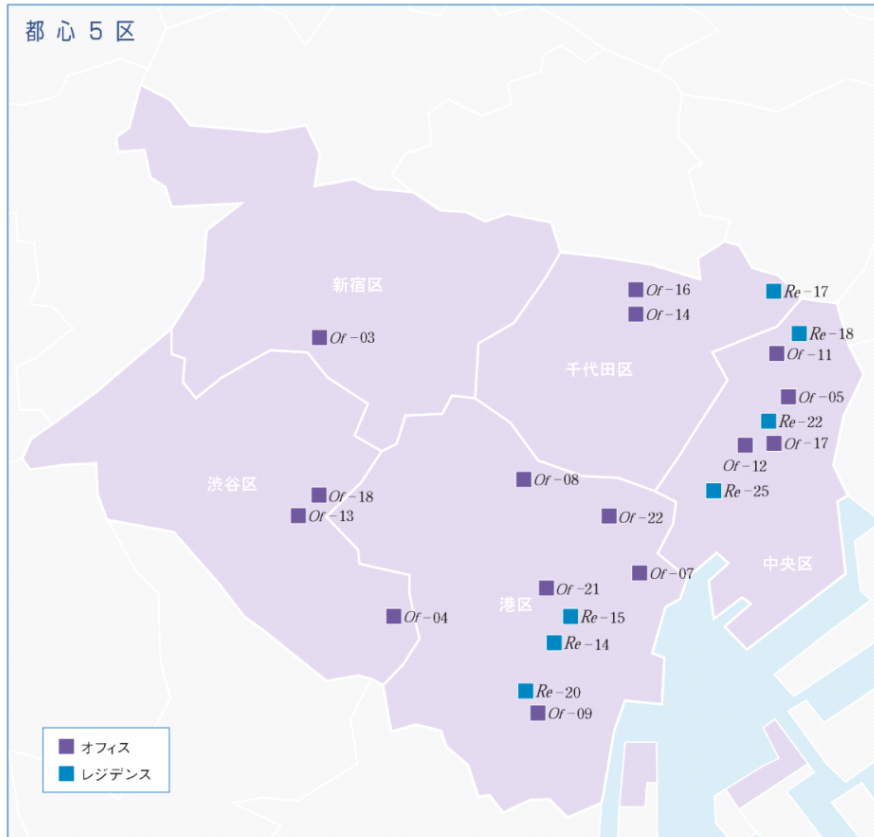 都心5区
Of-16
Re-17
新宿区
Of-14
Of-03
Re-18
Of-11
千代田区
Of-05
Re-22
Of-17
Of-12
Of-08
渋谷区
Re-25
Of-18
Of-13
Of-22
中央区
Of-07
Of-21
港区
Of-04
Re-15
Re-14
Re-20
Of-09
オフィス
レジデンス